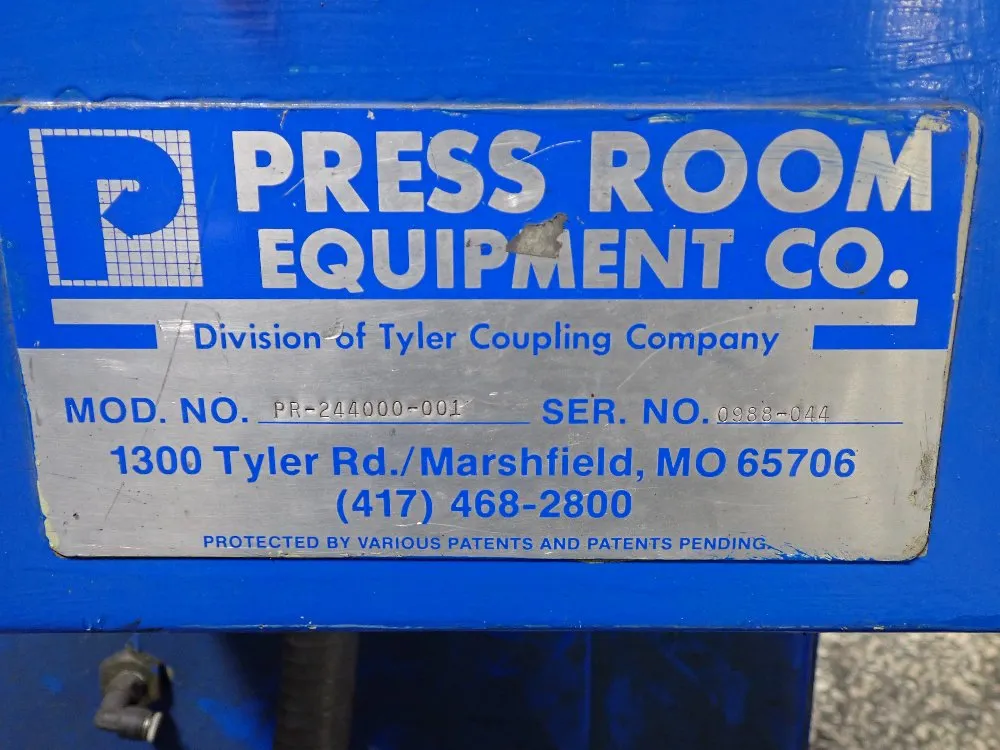 P PRESS ROOM
EQUIPMENT CO.
Division of Tyler Coupling Company
MOD. NO. PR-244000-001 SER. NO. 0988-044
1300 Tyler Rd./Marshfield, MO 65706
(417) 468-2800
PROTECTED BY VARIOUS PATENTS AND PATENTS PENDING.